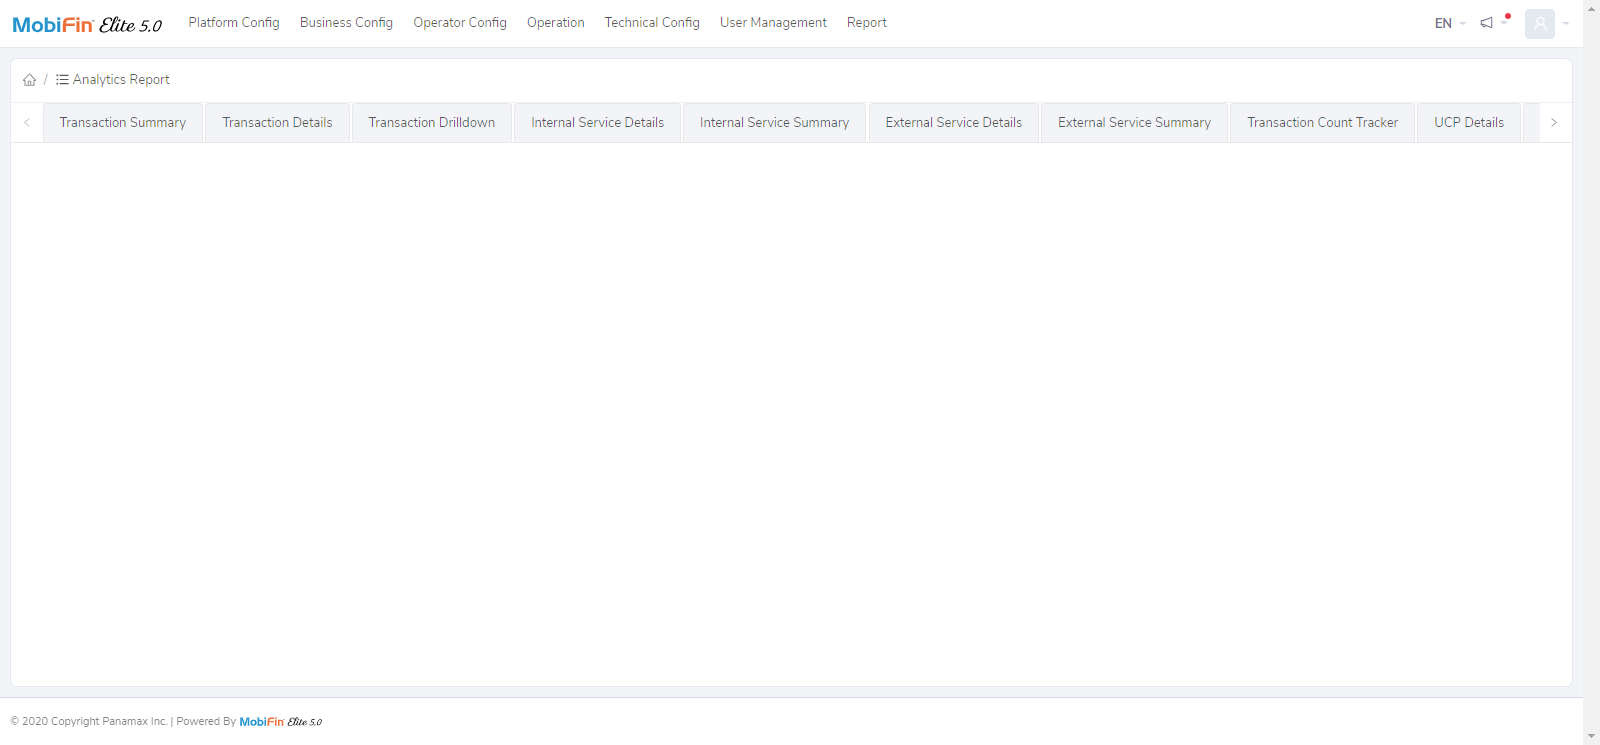 MobiFin Elite 5.0 Platform Config Business Config Operator Config Operation Technical Config User Management Report EN
/ Analytics Report
Transaction Summary Transaction Details Transaction Drilldown Internal Service Details Internal Service Summary External Service Details External Service Summary Transaction Count Tracker UCP Details
© 2020 Copyright Panamax Inc. | Powered By MobiFin Elite 5.0